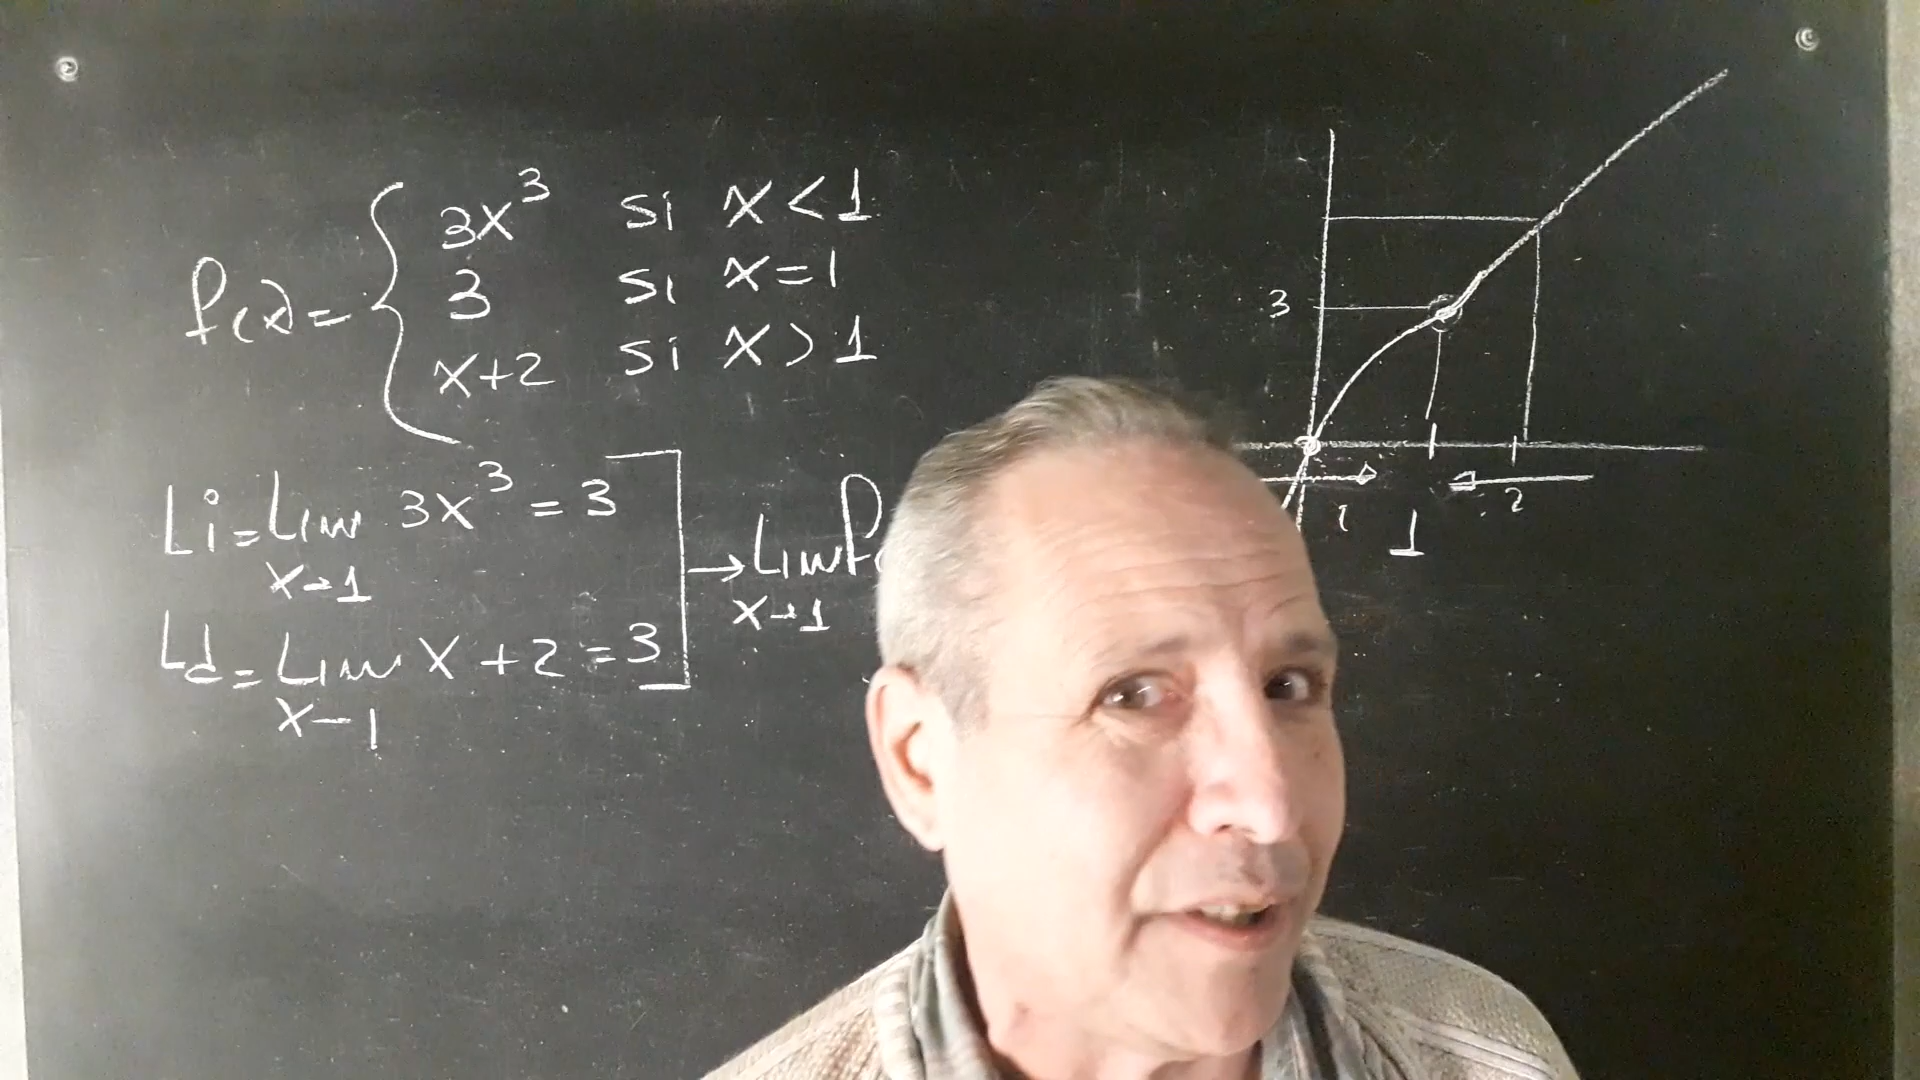 f(x)= { 3x³ si x<1
3 si x=1
x+2 si x>1
Li = Lim 3x³ = 3
x→1
→ Lim f
x→1
Ld = Lim x+2 = 3
x–1
3
2
1